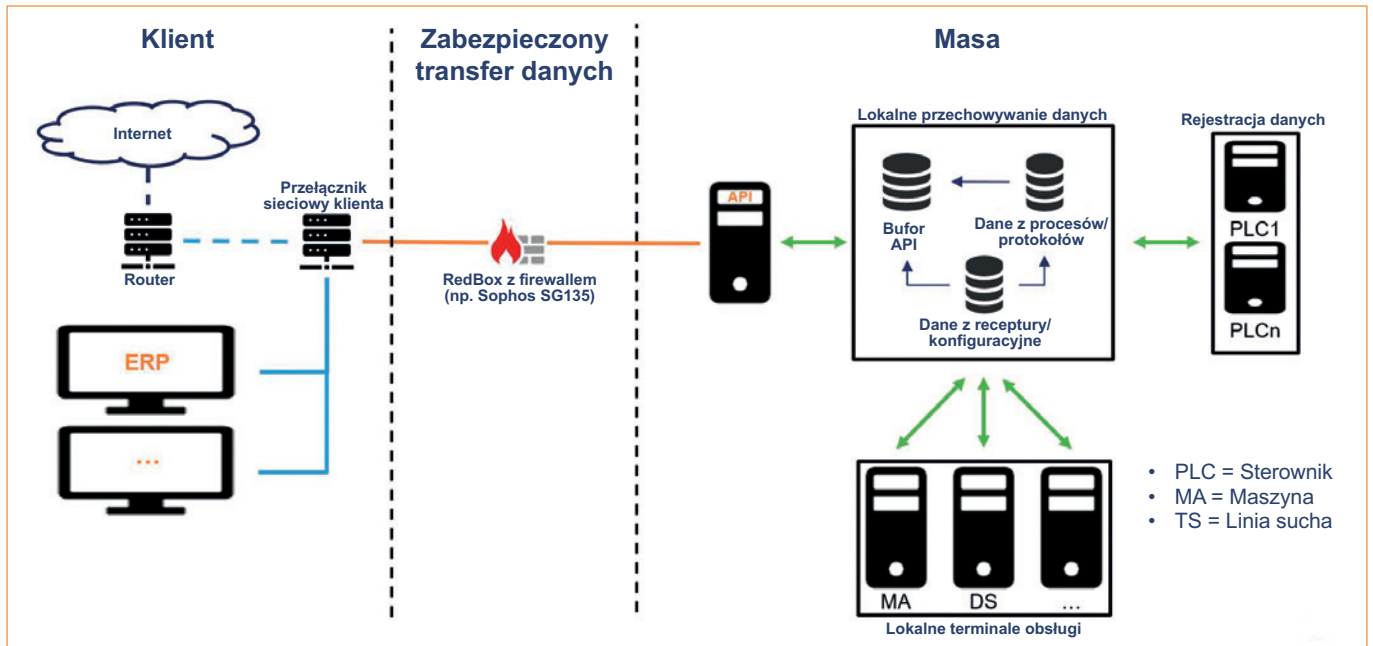 Klient
Internet
Przełącznik
sieciowy klienta
Router
ERP
...
Zabezpieczony
transfer danych
RedBox z firewallem
(np. Sophos SG135)
Masa
API
Lokalne przechowywanie danych
Bufor
API
Dane z procesów/
protokołów
Dane z receptury/
konfiguracyjne
Rejestracja danych
PLC1
PLCn
MA
DS
...
Lokalne terminale obsługi
• PLC = Sterownik
• MA = Maszyna
• TS = Linia sucha